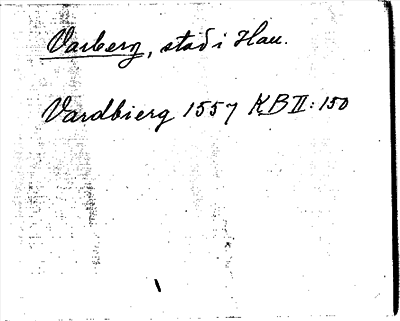 Varberg, stad i Hall.
Vardbierg 1557 KB II: 150